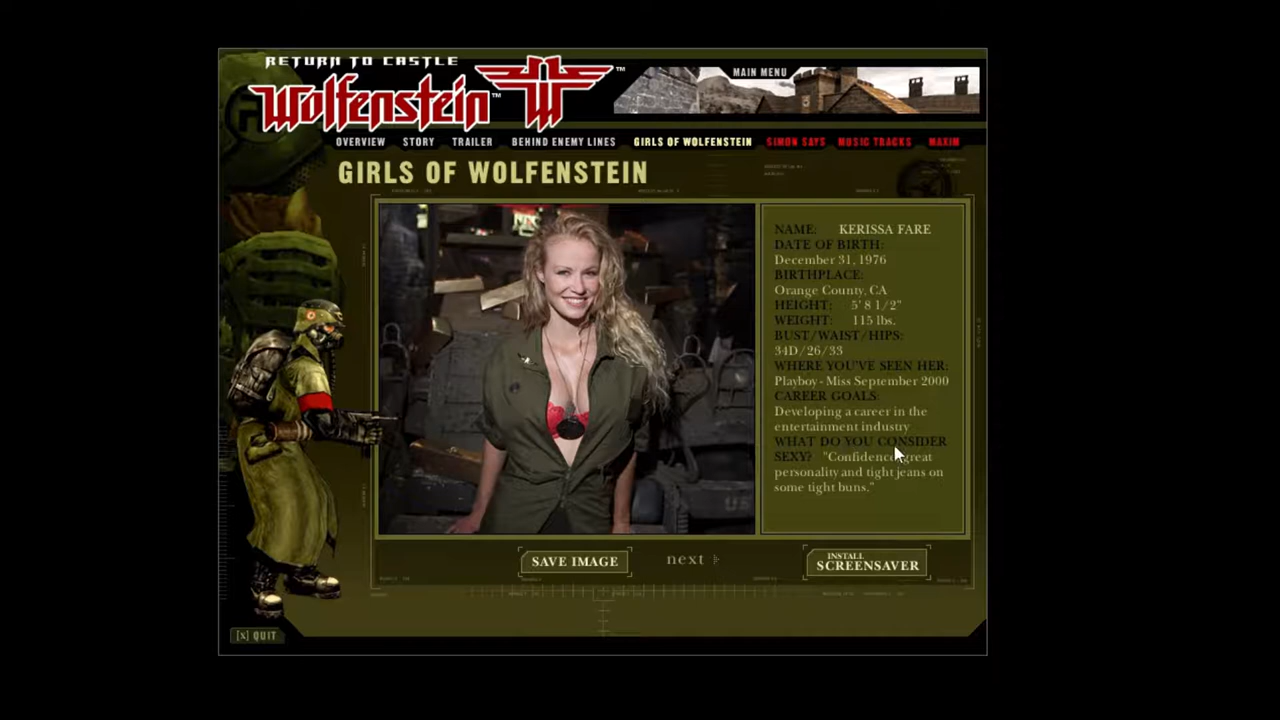 RETURN TO CASTLE
Wolfenstein™
™
MAIN MENU
OVERVIEW STORY TRAILER BEHIND ENEMY LINES GIRLS OF WOLFENSTEIN SIMON SAYS MUSIC TRACKS MAXIM
GIRLS OF WOLFENSTEIN
NAME: KERISSA FARE
DATE OF BIRTH:
December 31, 1976
BIRTHPLACE:
Orange County, CA
HEIGHT: 5' 8 1/2"
WEIGHT: 115 lbs.
BUST/WAIST/HIPS:
34D/26/33
WHERE YOU'VE SEEN HER:
Playboy - Miss September 2000
CAREER GOALS:
Developing a career in the
entertainment industry
WHAT DO YOU CONSIDER
SEXY? "Confidence, great
personality and tight jeans on
some tight buns."
SAVE IMAGE
next
INSTALL
SCREENSAVER
[x] QUIT